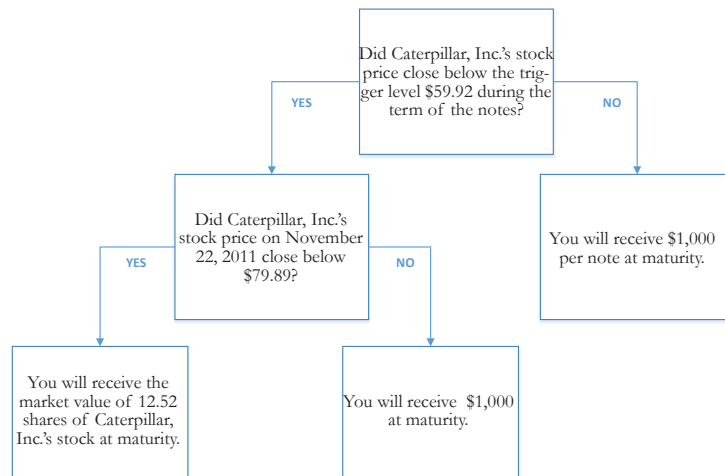 Did Caterpillar, Inc.'s stock
price close below the trig-
ger level $59.92 during the
term of the notes?
YES
NO
Did Caterpillar, Inc.'s
stock price on November
22, 2011 close below
$79.89?
You will receive $1,000
per note at maturity.
YES
NO
You will receive the
market value of 12.52
shares of Caterpillar,
Inc.'s stock at maturity.
You will receive $1,000
at maturity.